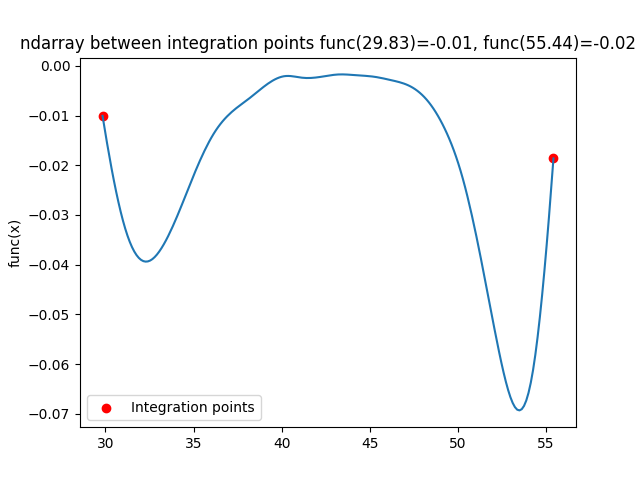 ndarray between integration points func(29.83)=-0.01, func(55.44)=-0.02
0.00
−0.01
−0.02
−0.03
−0.04
−0.05
−0.06
−0.07
func(x)
Integration points
30 35 40 45 50 55